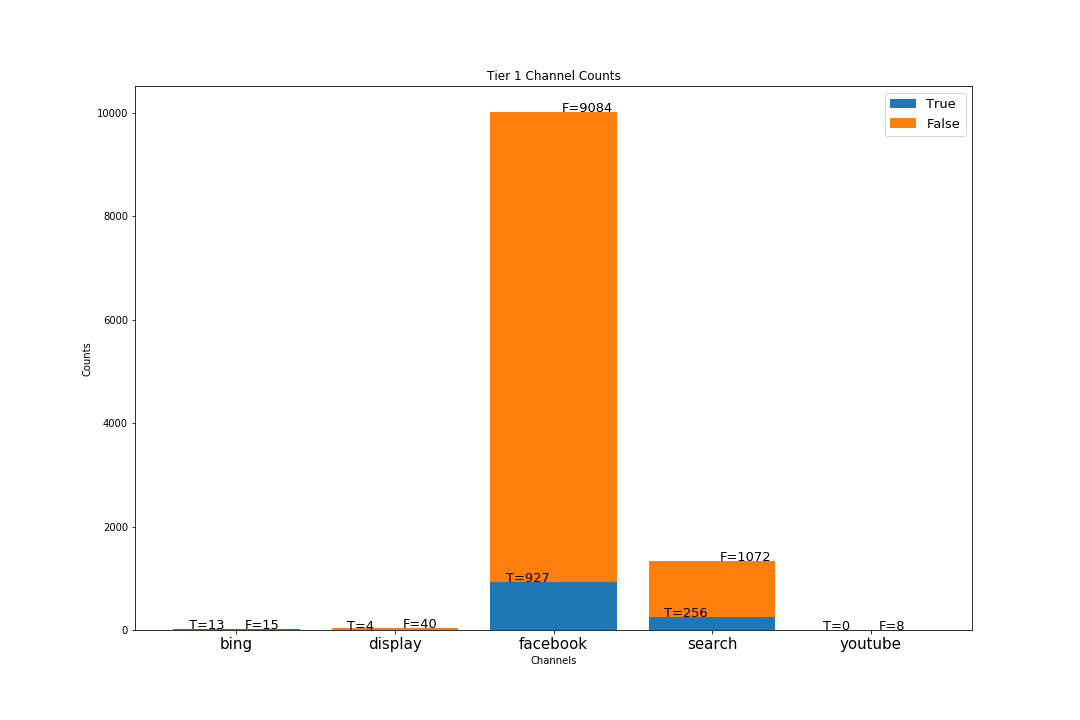 Tier 1 Channel Counts
True
False
10000
8000
6000
4000
2000
0
Counts
F=9084
T=927
F=1072
T=256
T=13
F=15
T=4
F=40
T=0
F=8
bing
display
facebook
search
youtube
Channels